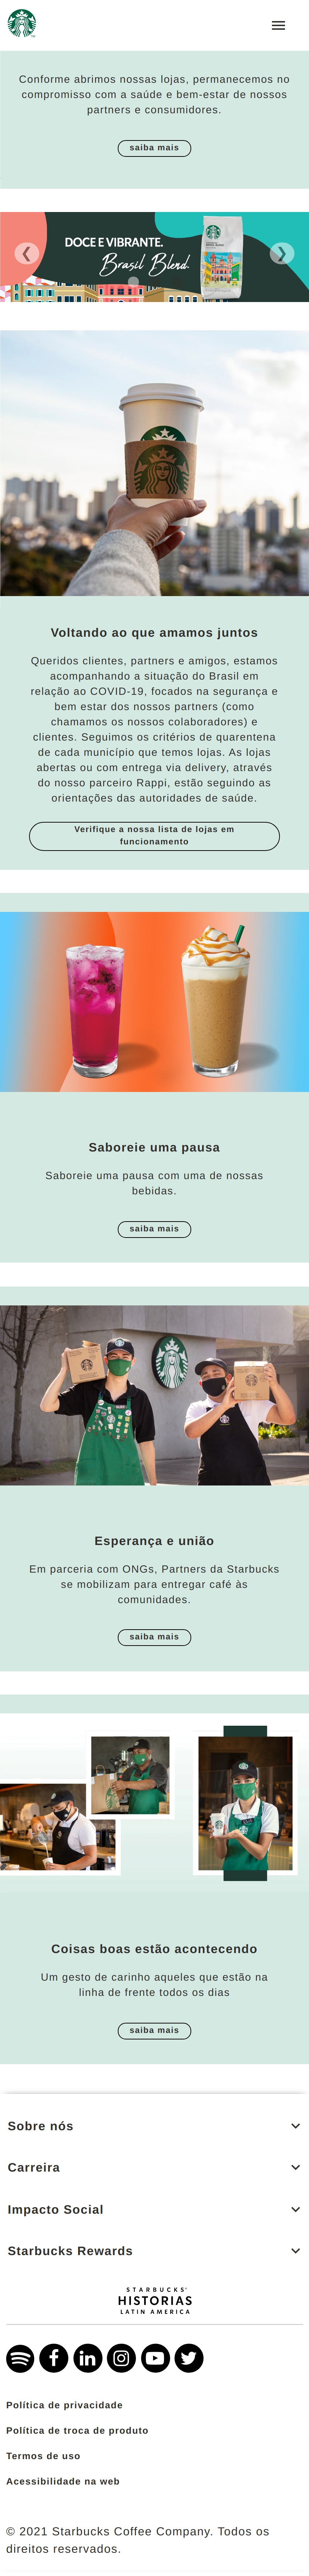 Conforme abrimos nossas lojas, permanecemos no
compromisso com a saúde e bem-estar de nossos
partners e consumidores.
saiba mais
DOCE E VIBRANTE.
Brasil Blend
Voltando ao que amamos juntos
Queridos clientes, partners e amigos, estamos
acompanhando a situação do Brasil em
relação ao COVID-19, focados na segurança e
bem estar dos nossos partners (como
chamamos os nossos colaboradores) e
clientes. Seguimos os critérios de quarentena
de cada município que temos lojas. As lojas
abertas ou com entrega via delivery, através
do nosso parceiro Rappi, estão seguindo as
orientações das autoridades de saúde.
Verifique a nossa lista de lojas em
funcionamento
Saboreie uma pausa
Saboreie uma pausa com uma de nossas
bebidas.
saiba mais
Esperança e união
Em parceria com ONGs, Partners da Starbucks
se mobilizam para entregar café às
comunidades.
saiba mais
Coisas boas estão acontecendo
Um gesto de carinho aqueles que estão na
linha de frente todos os dias
saiba mais
Sobre nós
Carreira
Impacto Social
Starbucks Rewards
STARBUCKS®
HISTORIAS
LATIN AMERICA
Política de privacidade
Política de troca de produto
Termos de uso
Acessibilidade na web
© 2021 Starbucks Coffee Company. Todos os
direitos reservados.